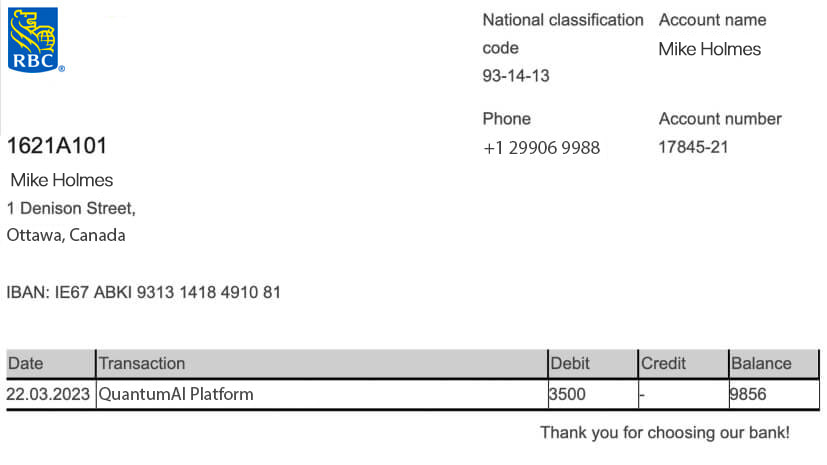 RBC®
National classification code
93-14-13
Account name
Mike Holmes
Phone
+1 29906 9988
Account number
17845-21
1621A101
Mike Holmes
1 Denison Street,
Ottawa, Canada
IBAN: IE67 ABKI 9313 1418 4910 81
Date Transaction Debit Credit Balance
22.03.2023 QuantumAI Platform 3500 - 9856
Thank you for choosing our bank!